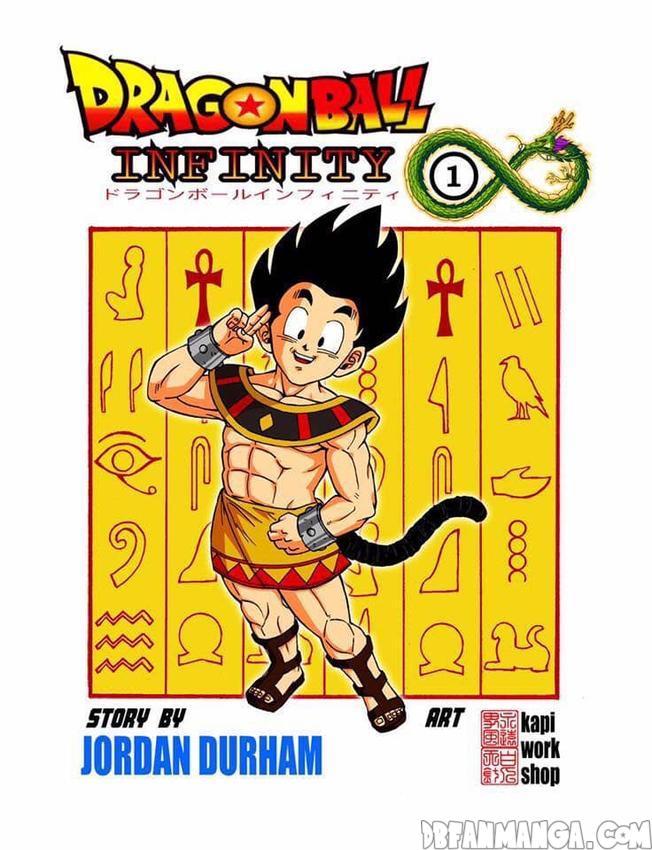 DRAGON BALL
INFINITY
ドラゴンボールインフィニティ
1
STORY BY
JORDAN DURHAM
ART
kapi
work
shop
DBFANMANGA.COM